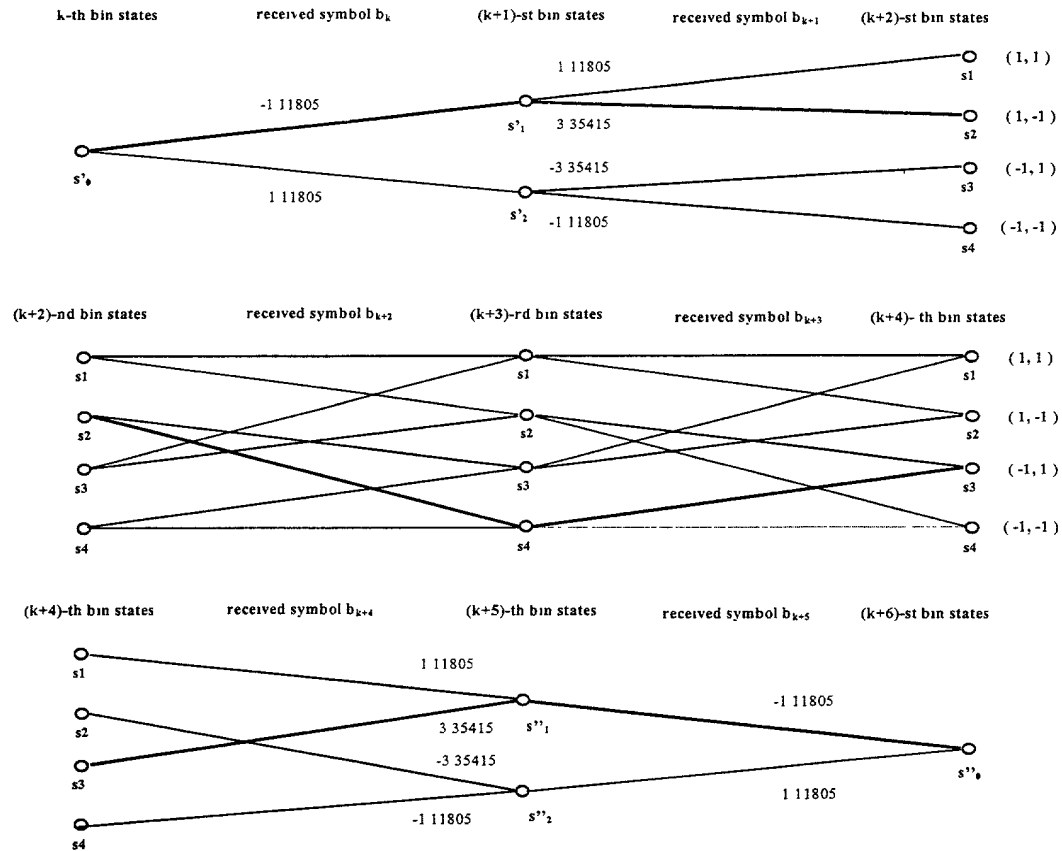 k-th bin states received symbol bₖ (k+1)-st bin states received symbol bₖ₊₁ (k+2)-st bin states
1 11805
s1 (1, 1)
-1 11805
s'₁
3 35415
s2 (1, -1)
s'₀
-3 35415
s3 (-1, 1)
1 11805
s'₂
-1 11805
s4 (-1, -1)
(k+2)-nd bin states received symbol bₖ₊₂ (k+3)-rd bin states received symbol bₖ₊₃ (k+4)- th bin states
s1 s1 s1 (1, 1)
s2 s2 s2 (1, -1)
s3 s3 s3 (-1, 1)
s4 s4 s4 (-1, -1)
(k+4)-th bin states received symbol bₖ₊₄ (k+5)-th bin states received symbol bₖ₊₅ (k+6)-st bin states
s1
1 11805
-1 11805
s2
3 35415
s''₁
s3
-3 35415
s''₀
1 11805
s4
-1 11805
s''₂